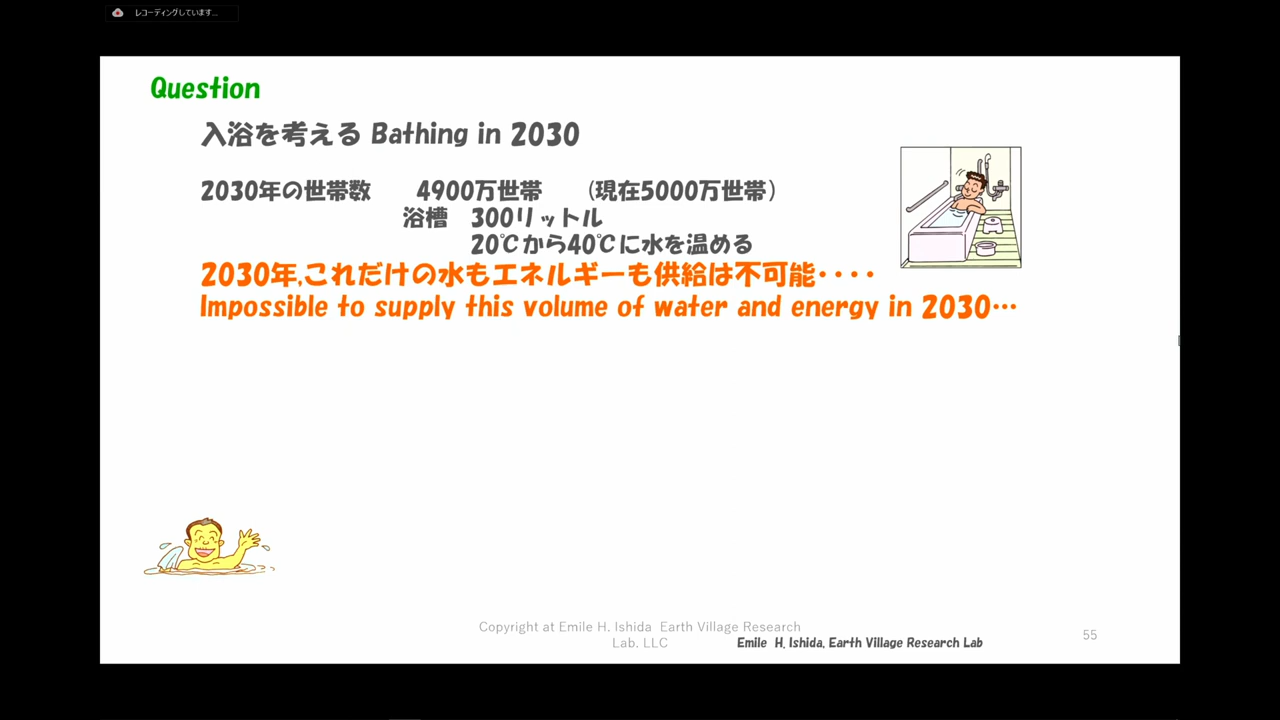 レコーディングしています...
Question
入浴を考える Bathing in 2030
2030年の世帯数 4900万世帯 (現在5000万世帯)
浴槽 300リットル
20℃から40℃に水を温める
2030年,これだけの水もエネルギーも供給は不可能・・・・
Impossible to supply this volume of water and energy in 2030…
Copyright at Emile H. Ishida Earth Village Research
Lab. LLC
Emile H. Ishida, Earth Village Research Lab
55